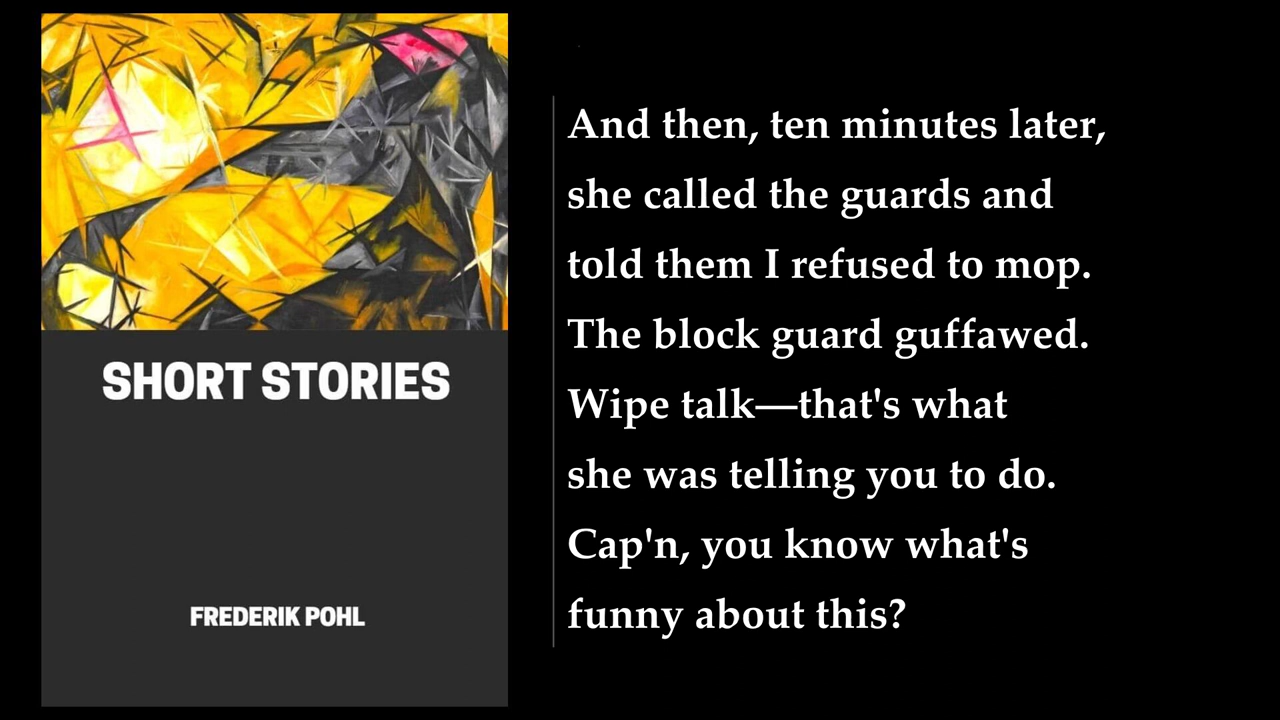 SHORT STORIES
FREDERIK POHL
And then, ten minutes later,
she called the guards and
told them I refused to mop.
The block guard guffawed.
Wipe talk—that's what
she was telling you to do.
Cap'n, you know what's
funny about this?